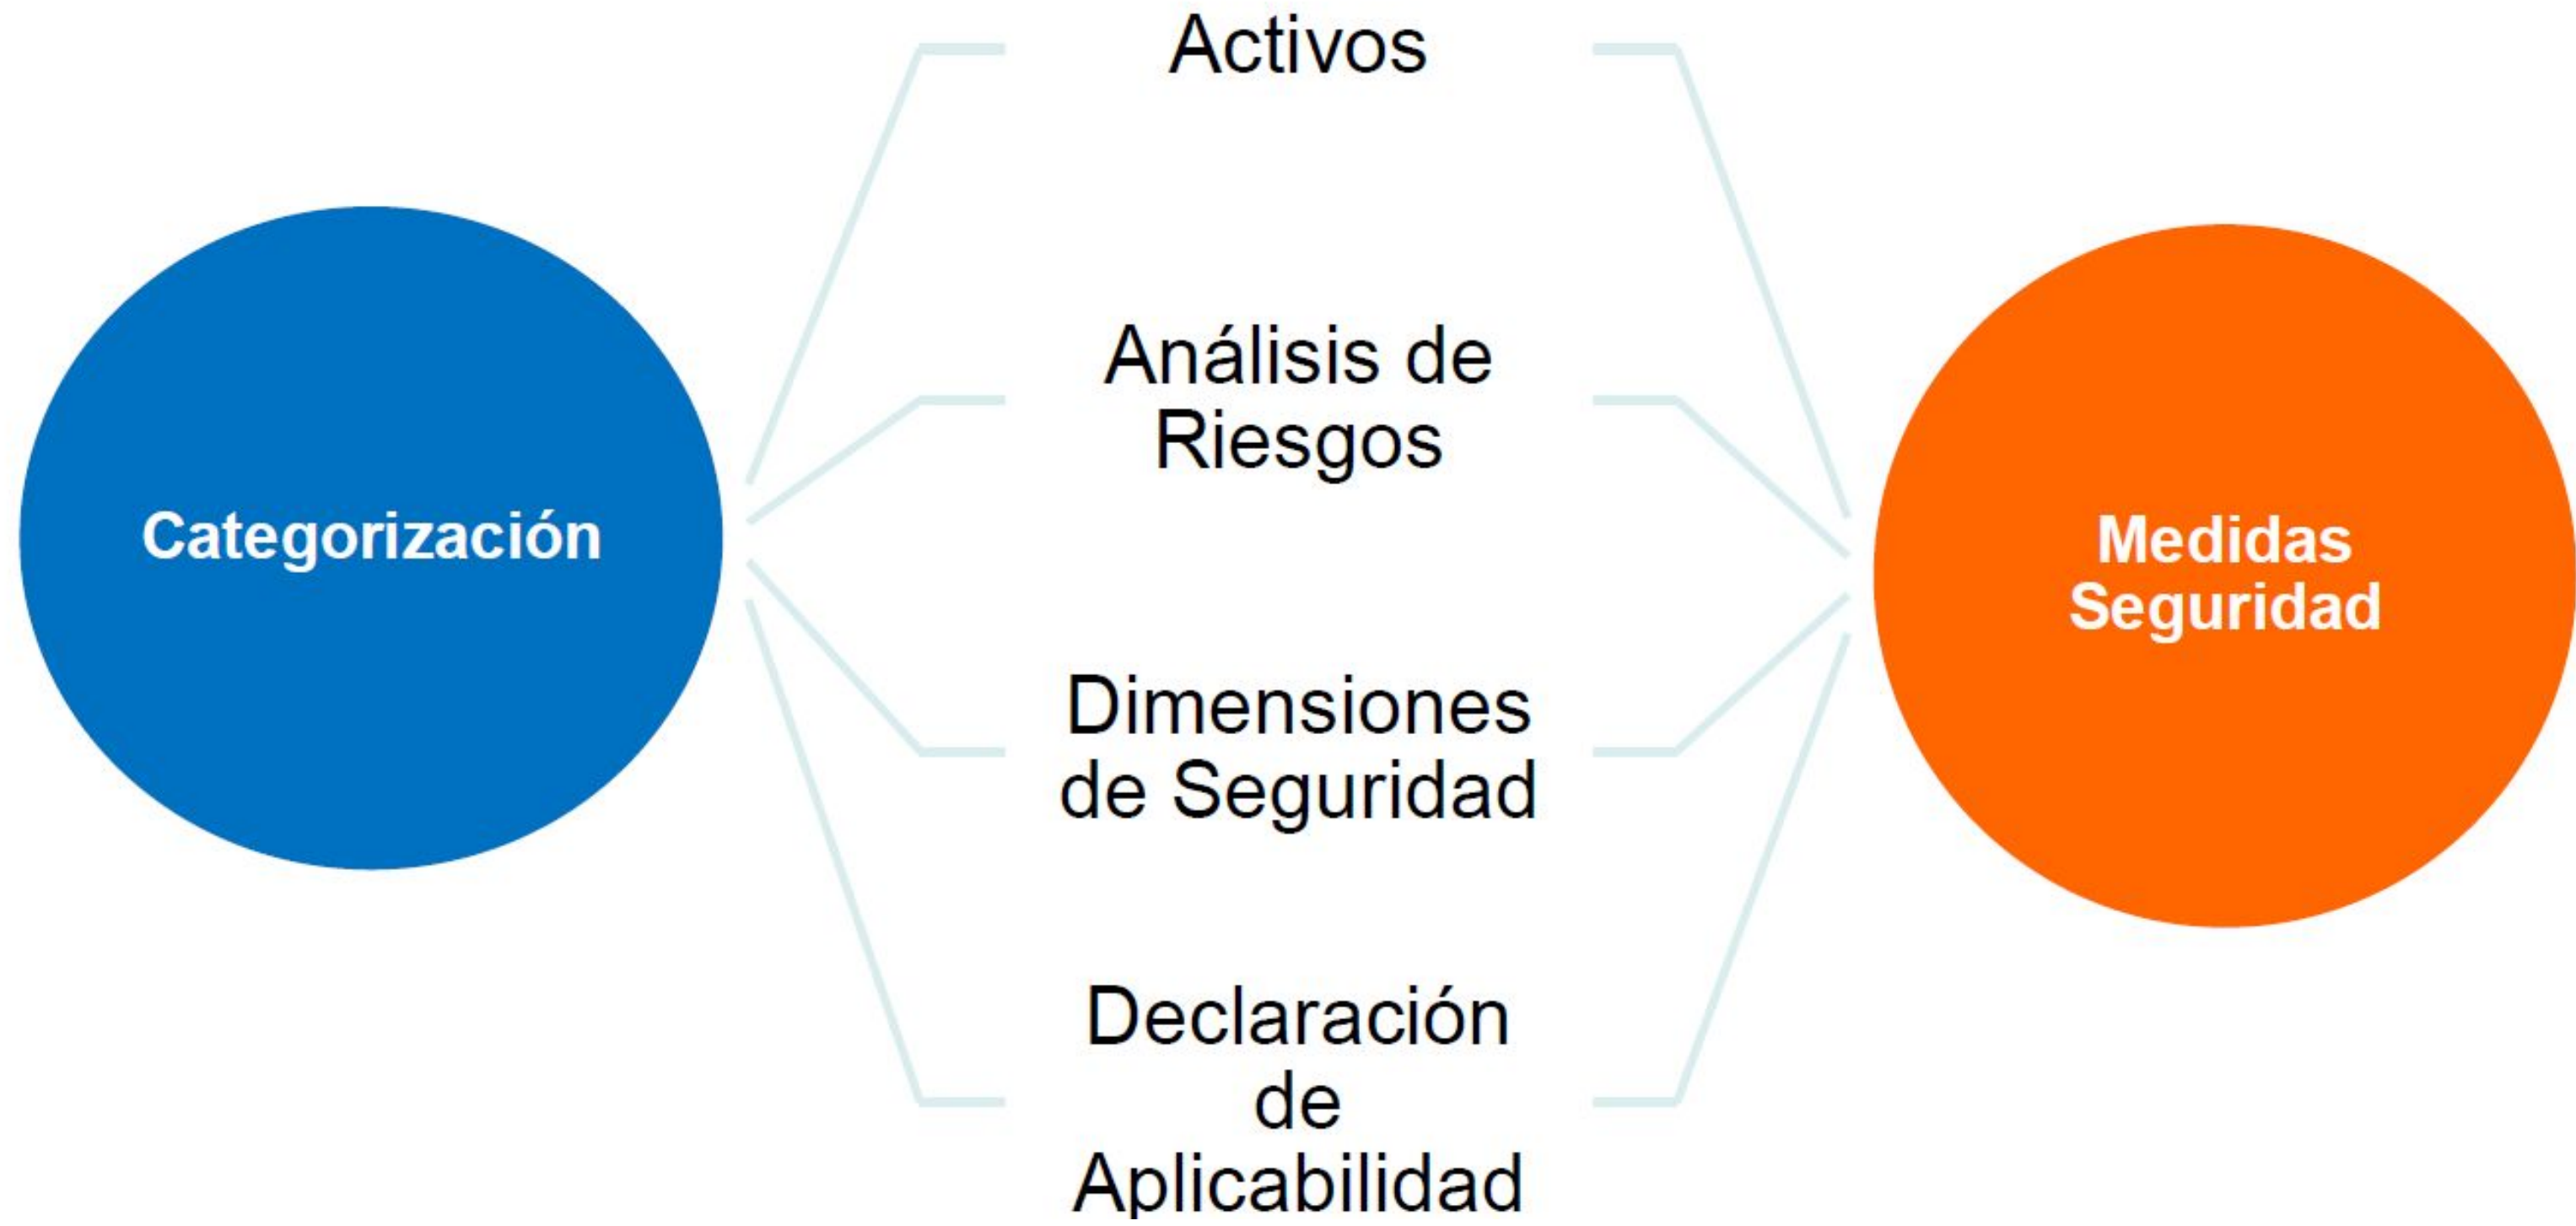 Categorización
Activos
Análisis de
Riesgos
Dimensiones
de Seguridad
Declaración
de
Aplicabilidad
Medidas
Seguridad